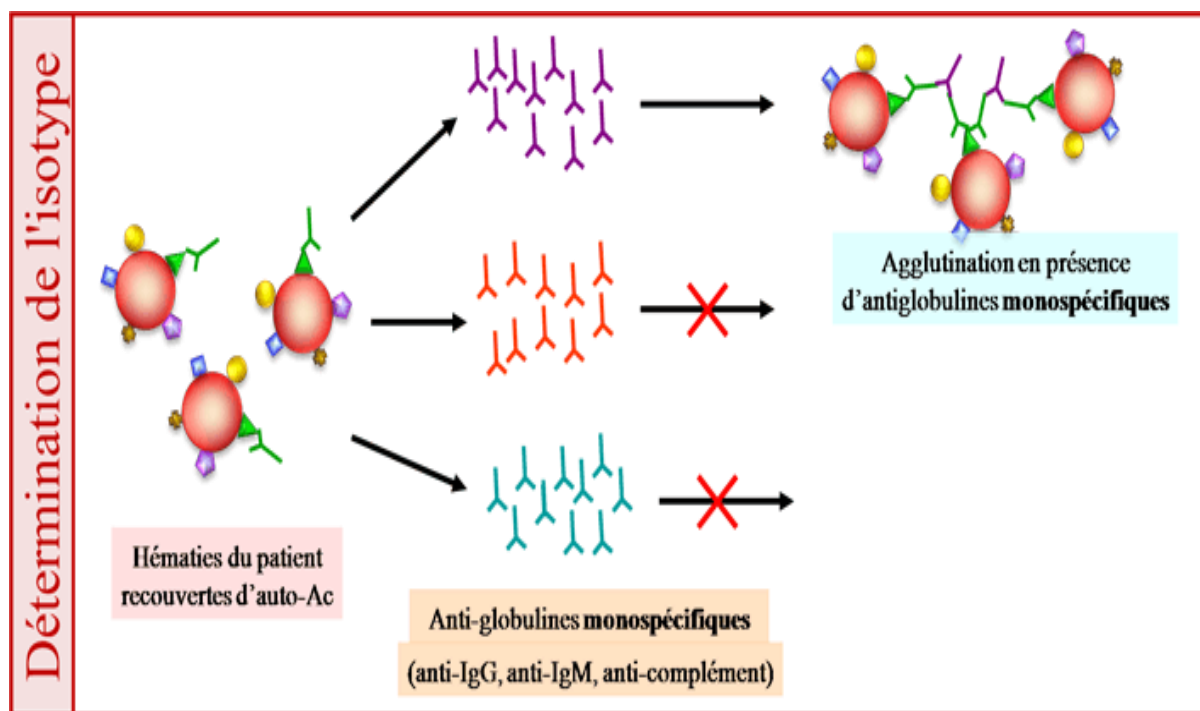 Détermination de l'isotype
Hématies du patient
recouvertes d'auto-Ac
Anti-globulines monospécifiques
(anti-IgG, anti-IgM, anti-complément)
Agglutination en présence
d'antiglobulines monospécifiques